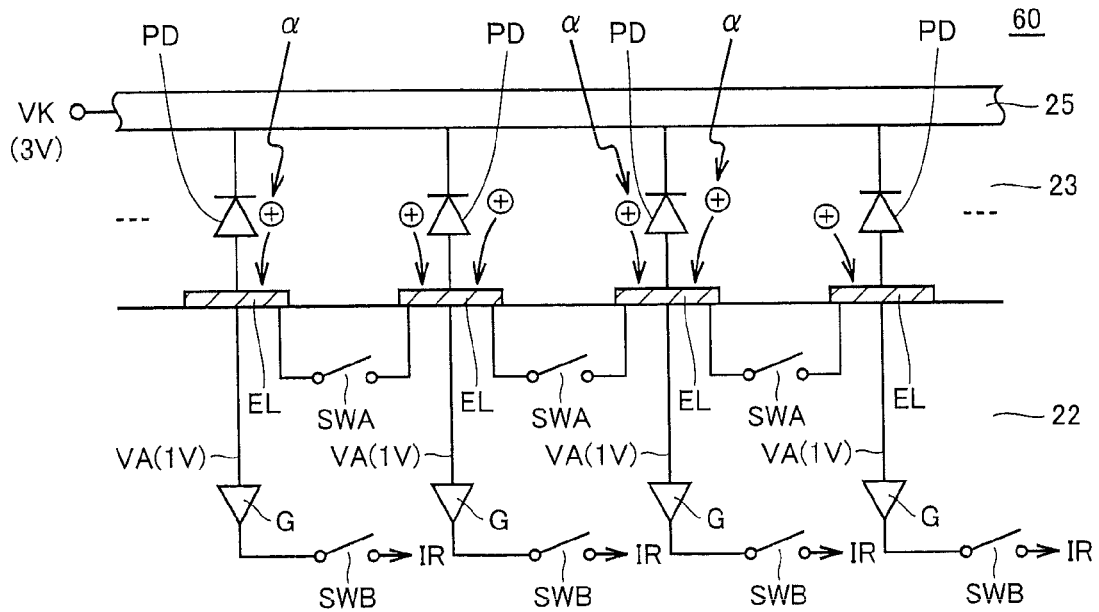 60
PD α PD α PD α PD
VK
(3V)
25
23
⊕ ⊕ ⊕ ⊕ ⊕ ⊕
EL EL EL EL
SWA SWA SWA
22
VA(1V) VA(1V) VA(1V) VA(1V)
G G G G
IR IR IR IR
SWB SWB SWB SWB